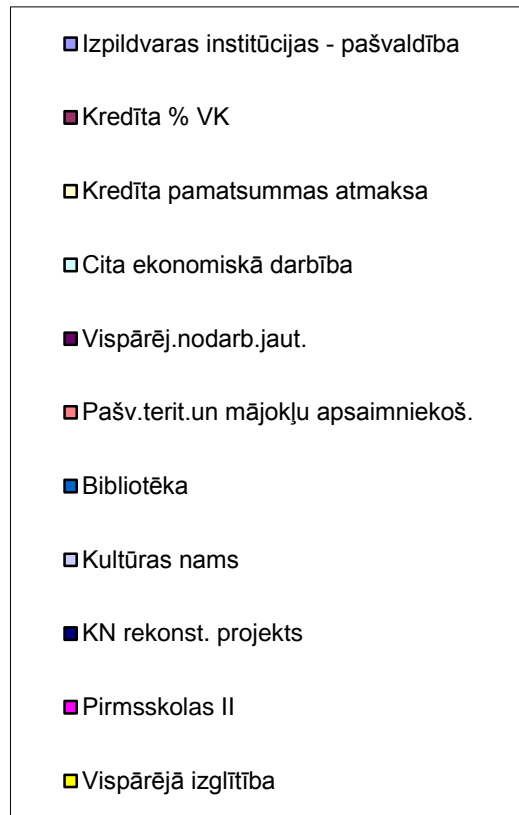 Izpildvaras institūcijas - pašvaldība
Kredīta % VK
Kredīta pamatsummas atmaksa
Cita ekonomiskā darbība
Vispārēj.nodarb.jaut.
Pašv.terit.un mājokļu apsaimniekoš.
Bibliotēka
Kultūras nams
KN rekonst. projekts
Pirmsskolas II
Vispārējā izglītība